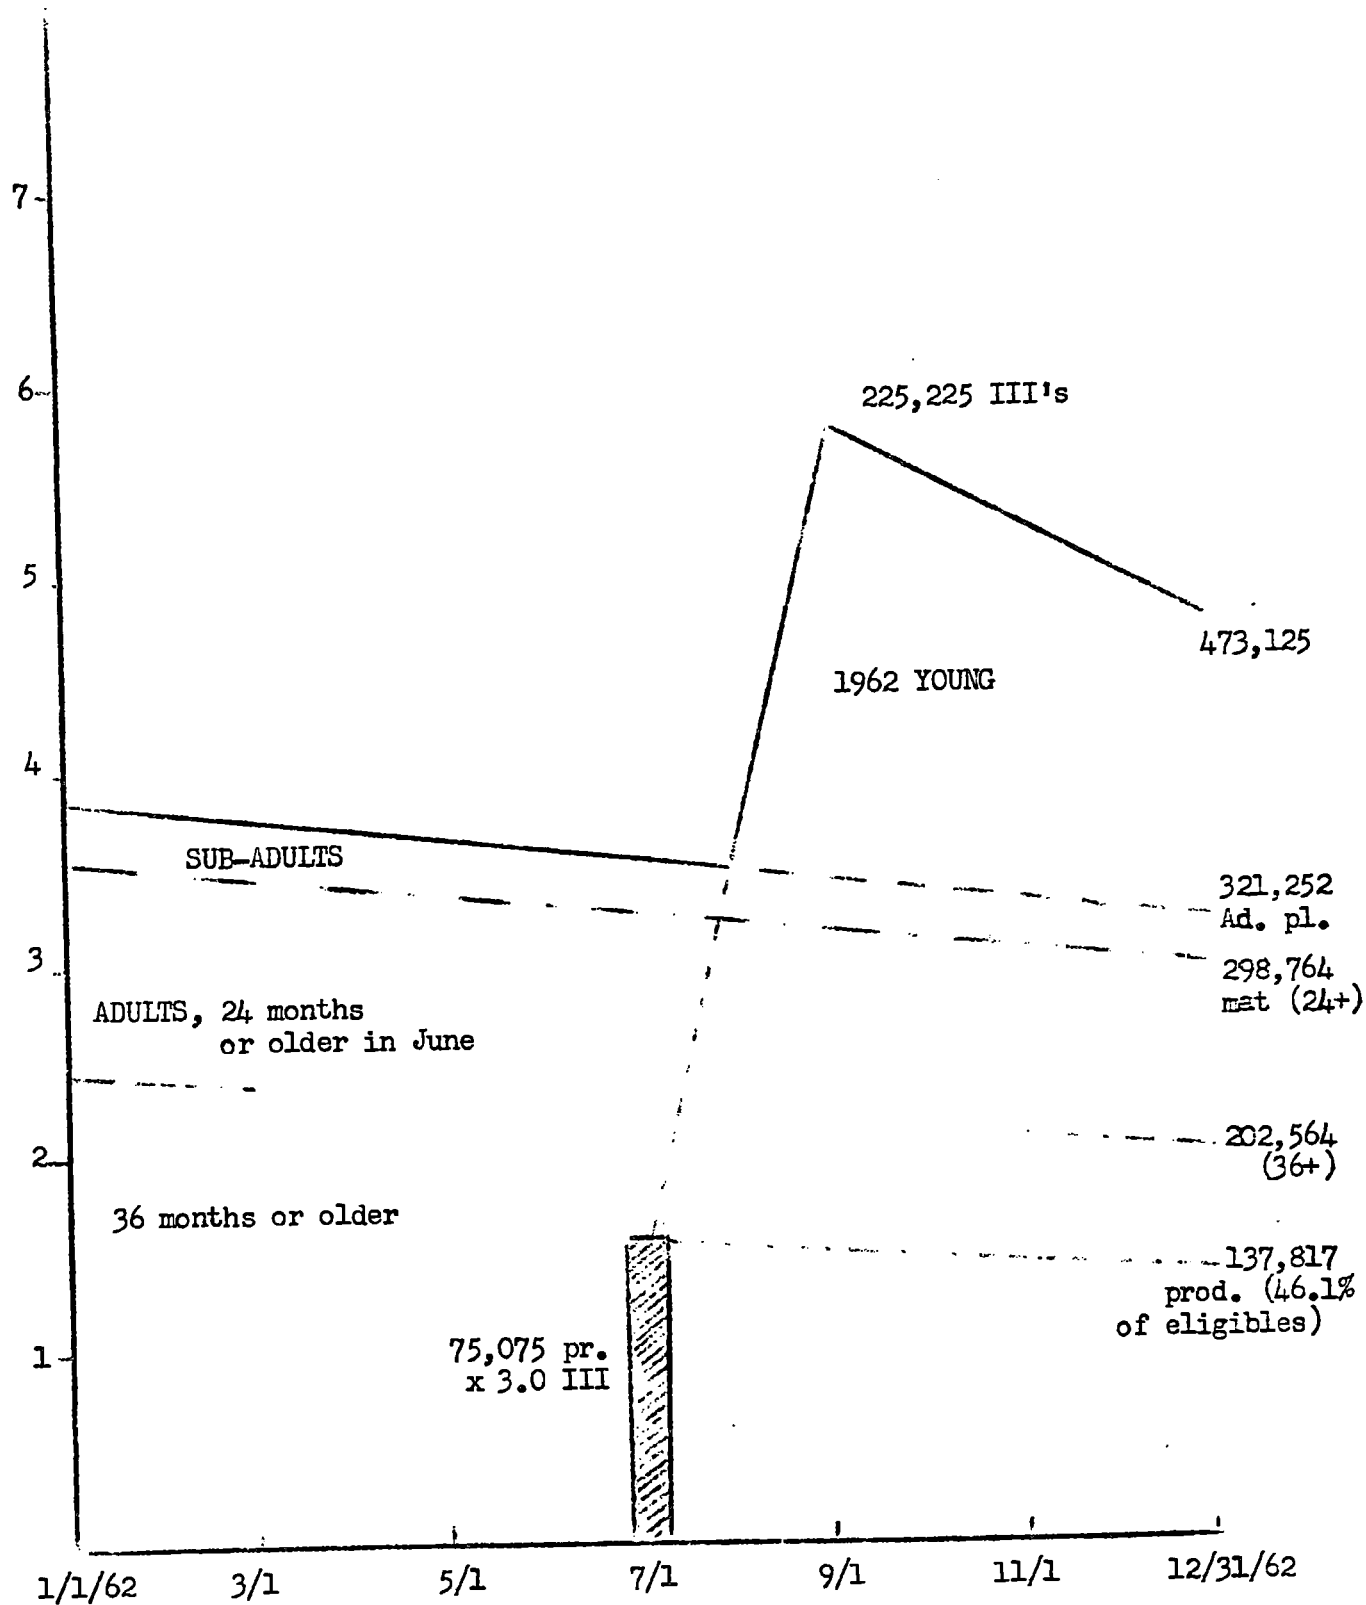 7
6
225,225 III's
5
473,125
1962 YOUNG
4
SUB-ADULTS
321,252
Ad. pl.
3
298,764
mat (24+)
ADULTS, 24 months
or older in June
2
202,564
(36+)
36 months or older
137,817
prod. (46.1%
of eligibles)
75,075 pr.
x 3.0 III
1
1/1/62
3/1
5/1
7/1
9/1
11/1
12/31/62